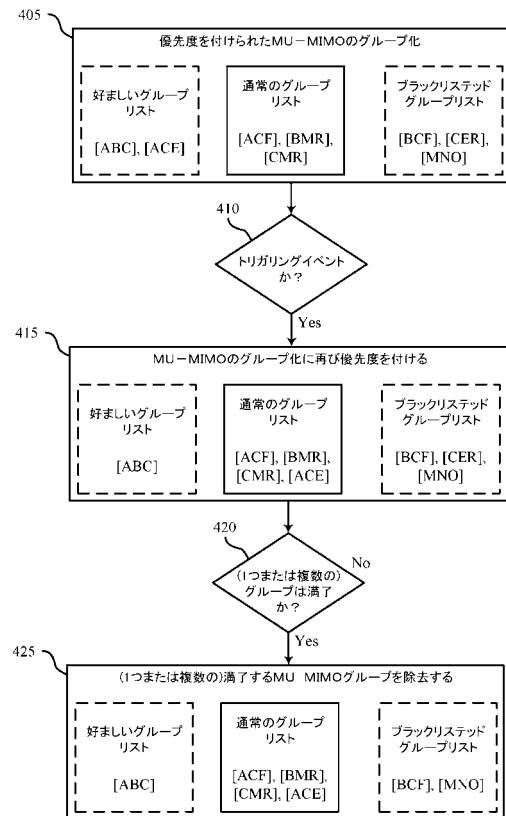 405
優先度を付けられたMU-MIMOのグループ化
好ましいグループ
リスト
[ABC], [ACE]
通常のグループ
リスト
[ACF], [BMR],
[CMR]
ブラックリステッド
グループリスト
[BCF], [CER],
[MNO]
410
トリガリングイベント
か?
Yes
415
MU-MIMOのグループ化に再び優先度を付ける
好ましいグループ
リスト
[ABC]
通常のグループ
リスト
[ACF], [BMR],
[CMR], [ACE]
ブラックリステッド
グループリスト
[BCF], [CER],
[MNO]
420
No
(1つまたは複数の)
グループは満了
か?
Yes
425
(1つまたは複数の)満了するMU MIMOグループを除去する
好ましいグループ
リスト
[ABC]
通常のグループ
リスト
[ACF], [BMR],
[CMR], [ACE]
ブラックリステッド
グループリスト
[BCF], [MNO]